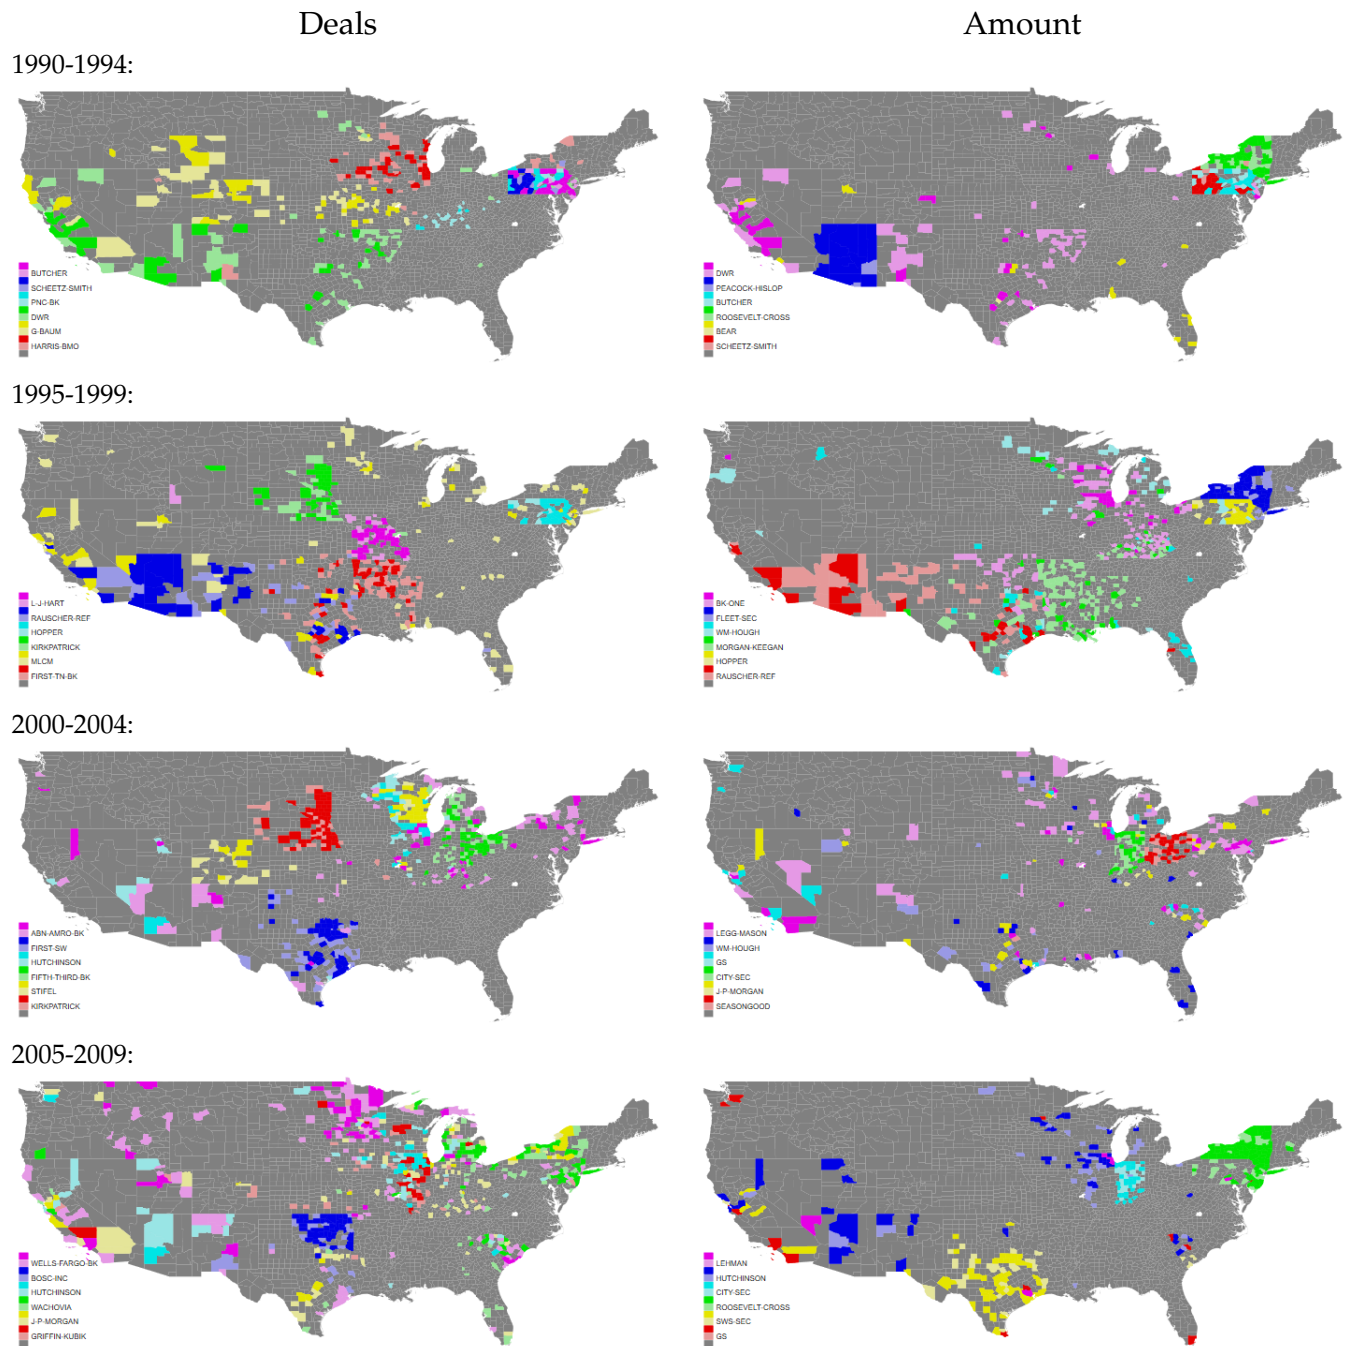 Deals
Amount
1990-1994:
BUTCHER
SCHEETZ-SMITH
PNC-BK
DWR
G-BAUM
HARRIS-BMO
DWR
PEACOCK-HISLOP
BUTCHER
ROOSEVELT-CROSS
BEAR
SCHEETZ-SMITH
1995-1999:
L-J-HART
RAUSCHER-REF
HOPPER
KIRKPATRICK
MLCM
FIRST-TN-BK
BK-ONE
FLEET-SEC
WM-HOUGH
MORGAN-KEEGAN
HOPPER
RAUSCHER-REF
2000-2004:
ABN-AMRO-BK
FIRST-SW
HUTCHINSON
FIFTH-THIRD-BK
STIFEL
KIRKPATRICK
LEGG-MASON
WM-HOUGH
GS
CITY-SEC
J-P-MORGAN
SEASONGOOD
2005-2009:
WELLS-FARGO-BK
BOSC-INC
HUTCHINSON
WACHOVIA
J-P-MORGAN
GRIFFIN-KUBIK
LEHMAN
HUTCHINSON
CITY-SEC
ROOSEVELT-CROSS
SWS-SEC
GS